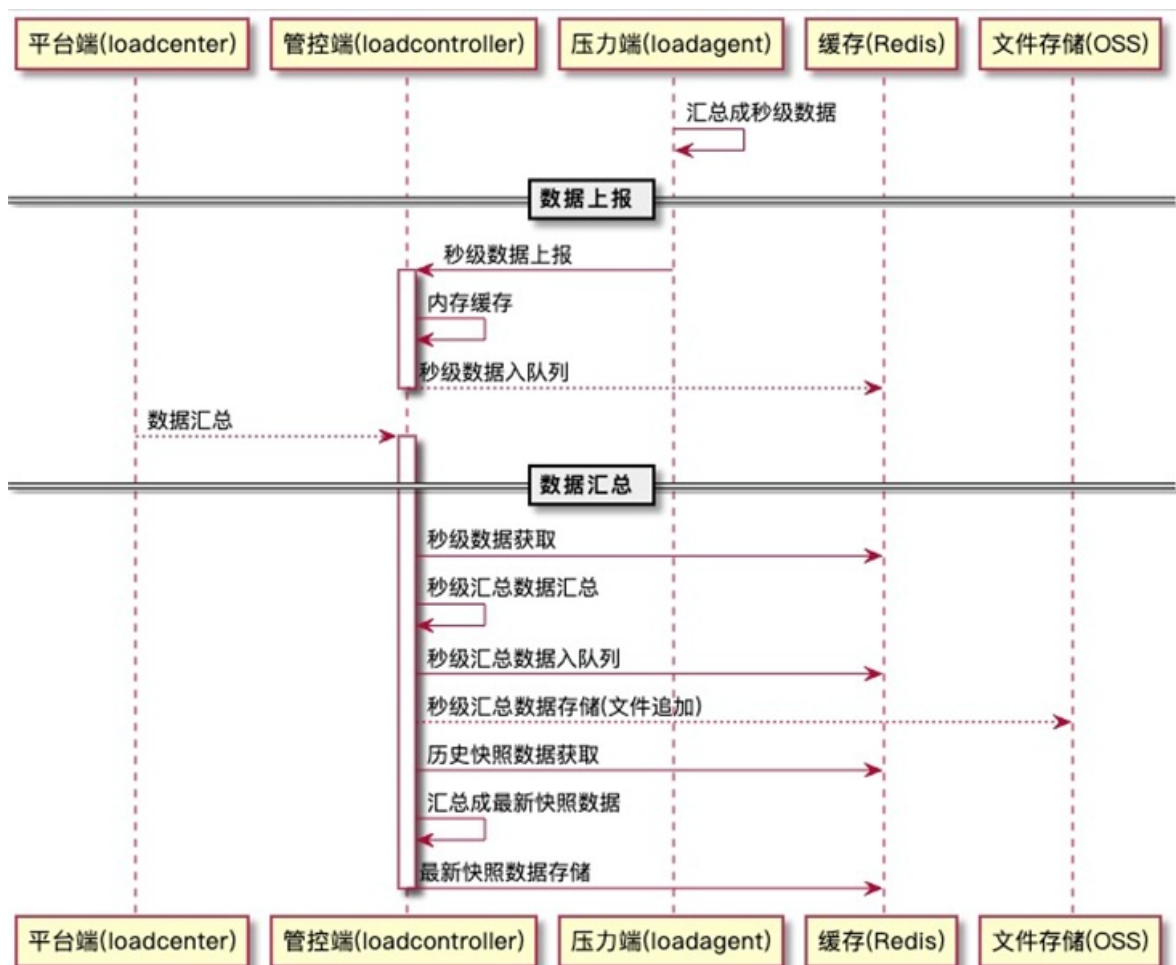 平台端(loadcenter)
管控端(loadcontroller)
压力端(loadagent)
缓存(Redis)
文件存储(OSS)
汇总成秒级数据
数据上报
秒级数据上报
内存缓存
秒级数据入队列
数据汇总
数据汇总
秒级数据获取
秒级汇总数据汇总
秒级汇总数据入队列
秒级汇总数据存储(文件追加)
历史快照数据获取
汇总成最新快照数据
最新快照数据存储
平台端(loadcenter)
管控端(loadcontroller)
压力端(loadagent)
缓存(Redis)
文件存储(OSS)